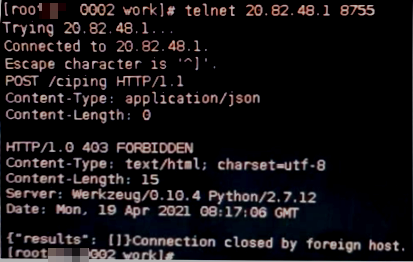 [root 0002 work]# telnet 20.82.48.1 8755
Trying 20.82.48.1...
Connected to 20.82.48.1.
Escape character is '^]'.
POST /ciping HTTP/1.1
Content-Type: application/json
Content-Length: 0

HTTP/1.0 403 FORBIDDEN
Content-Type: text/html; charset=utf-8
Content-Length: 15
Server: Werkzeug/0.10.4 Python/2.7.12
Date: Mon, 19 Apr 2021 08:17:06 GMT

{"results": []}Connection closed by foreign host.
[root 0002 work]#